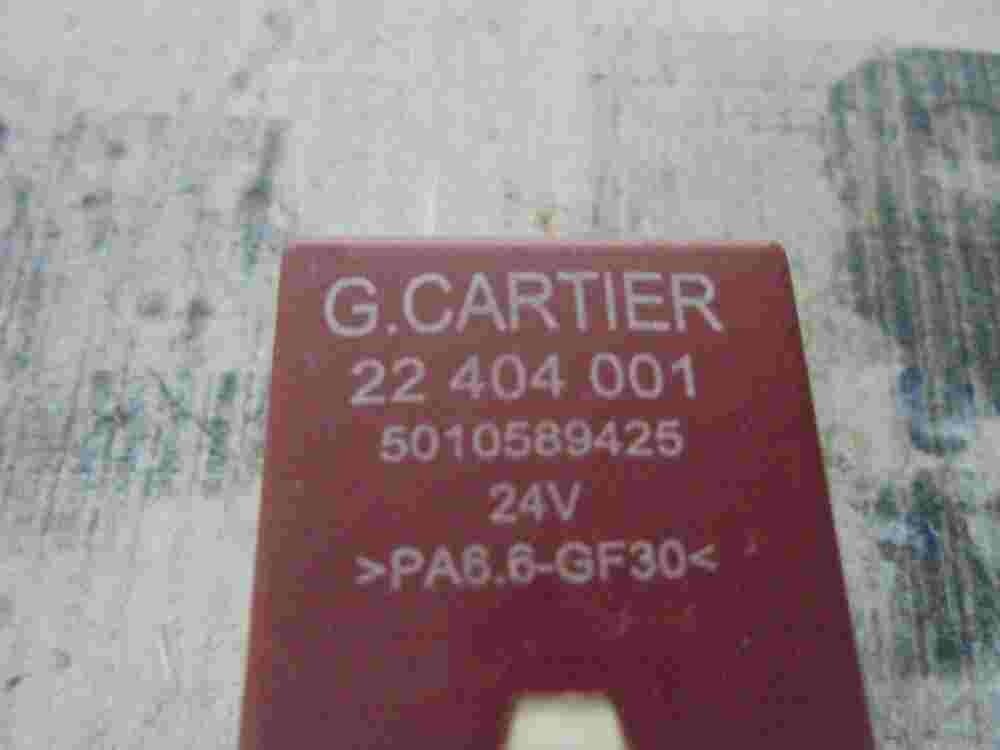 G.CARTIER
22 404 001
5010589425
24V
>PA6.6-GF30<